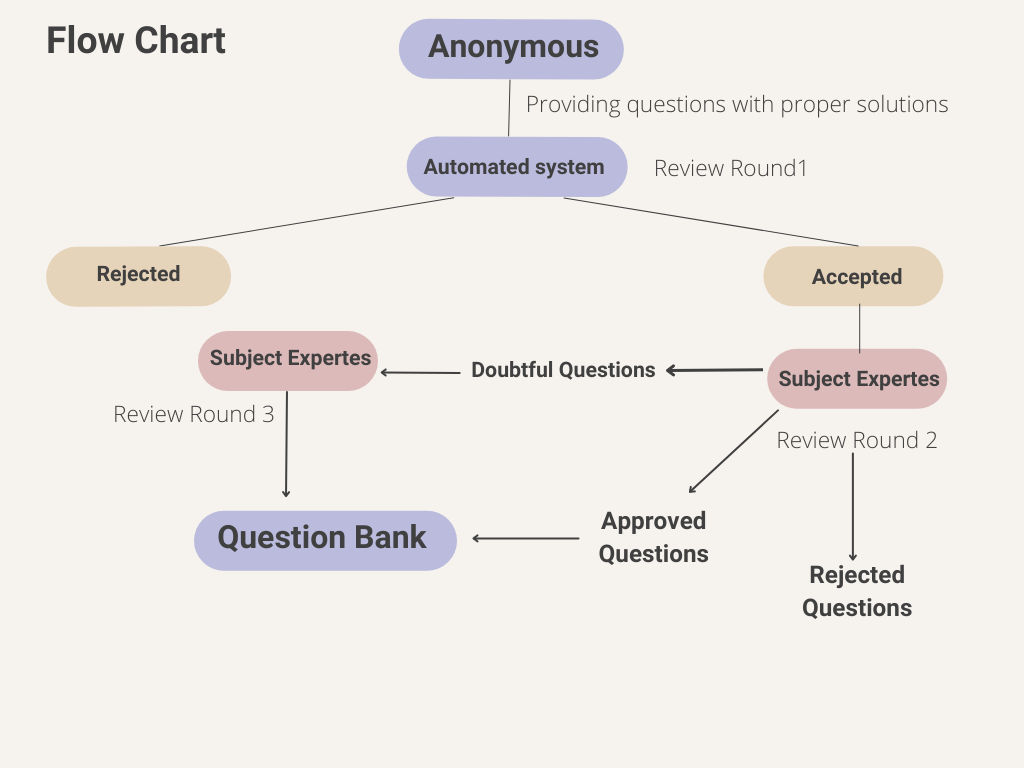 Flow Chart
Anonymous
Providing questions with proper solutions
Automated system
Review Round1
Rejected
Accepted
Subject Expertes
Doubtful Questions
Subject Expertes
Review Round 3
Review Round 2
Question Bank
Approved
Questions
Rejected
Questions